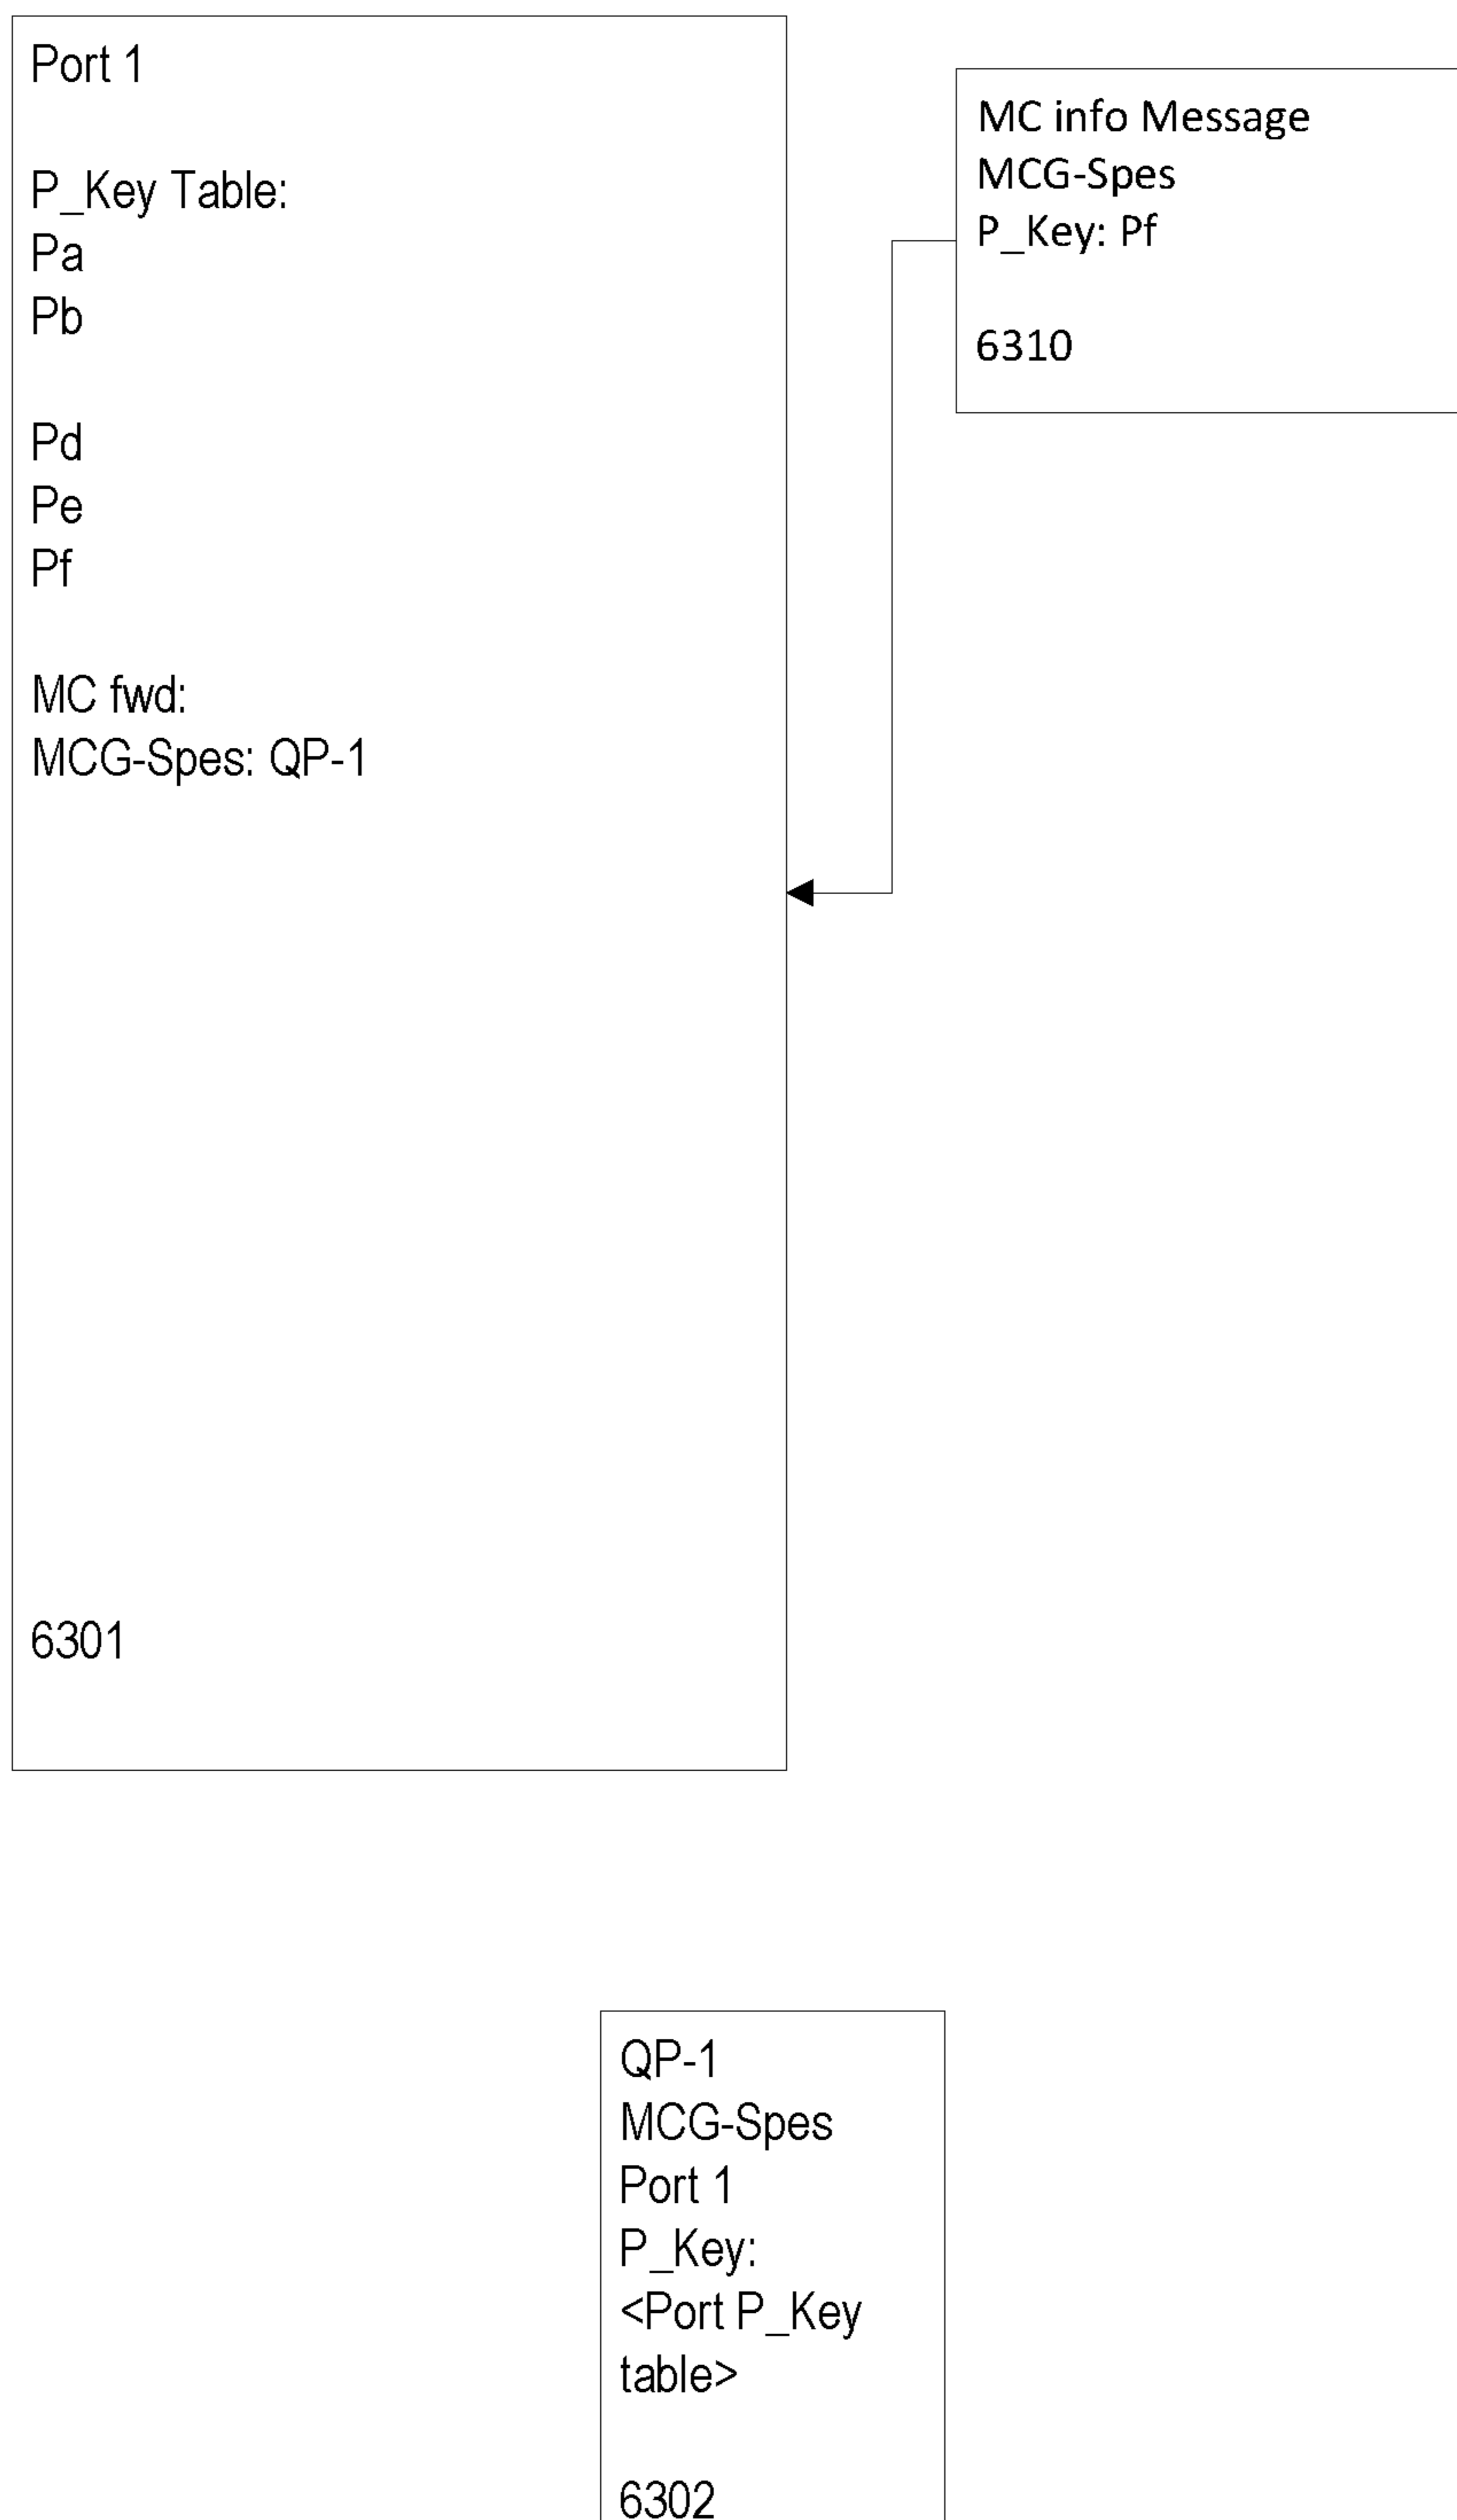 Port 1
P_Key Table:
Pa
Pb
Pd
Pe
Pf
MC fwd:
MCG-Spes: QP-1
6301
MC info Message
MCG-Spes
P_Key: Pf
6310
QP-1
MCG-Spes
Port 1
P_Key:
<Port P_Key
table>
6302